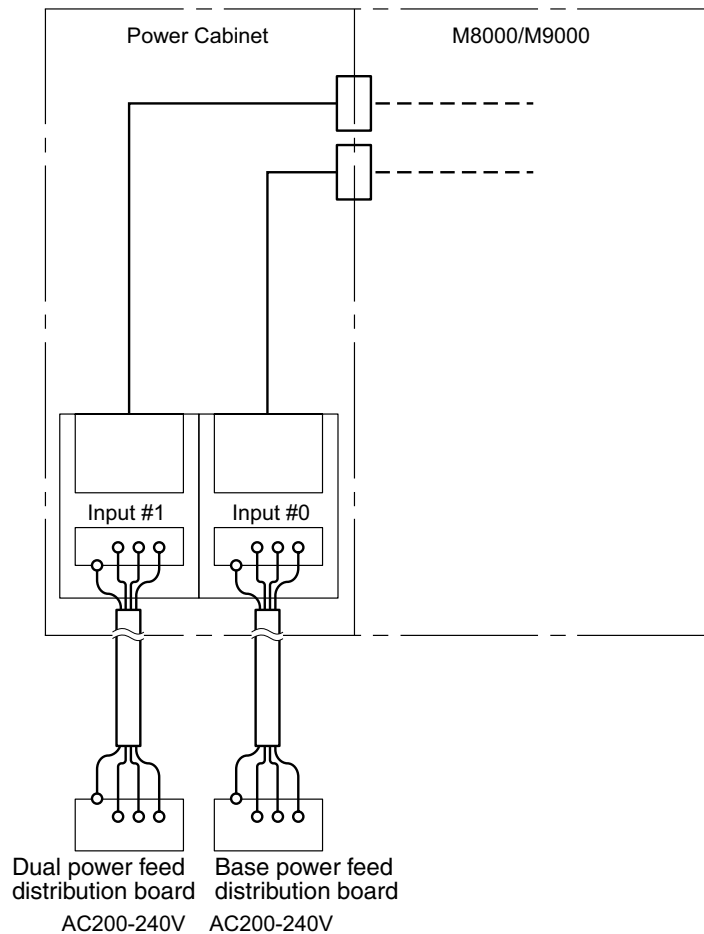 Power Cabinet
M8000/M9000
Input #1
Input #0
Dual power feed
distribution board
AC200-240V
Base power feed
distribution board
AC200-240V